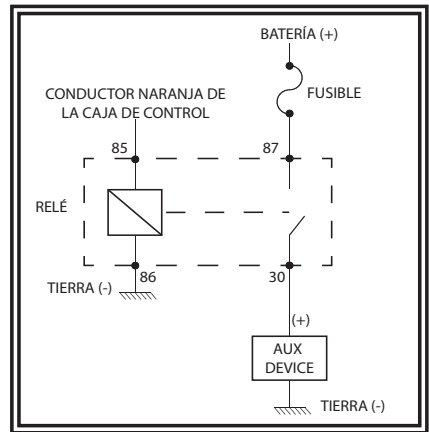 BATERÍA (+)
FUSIBLE
CONDUCTOR NARANJA DE
LA CAJA DE CONTROL
85
87
RELÉ
86
30
TIERRA (-)
(+)
AUX
DEVICE
TIERRA (-)